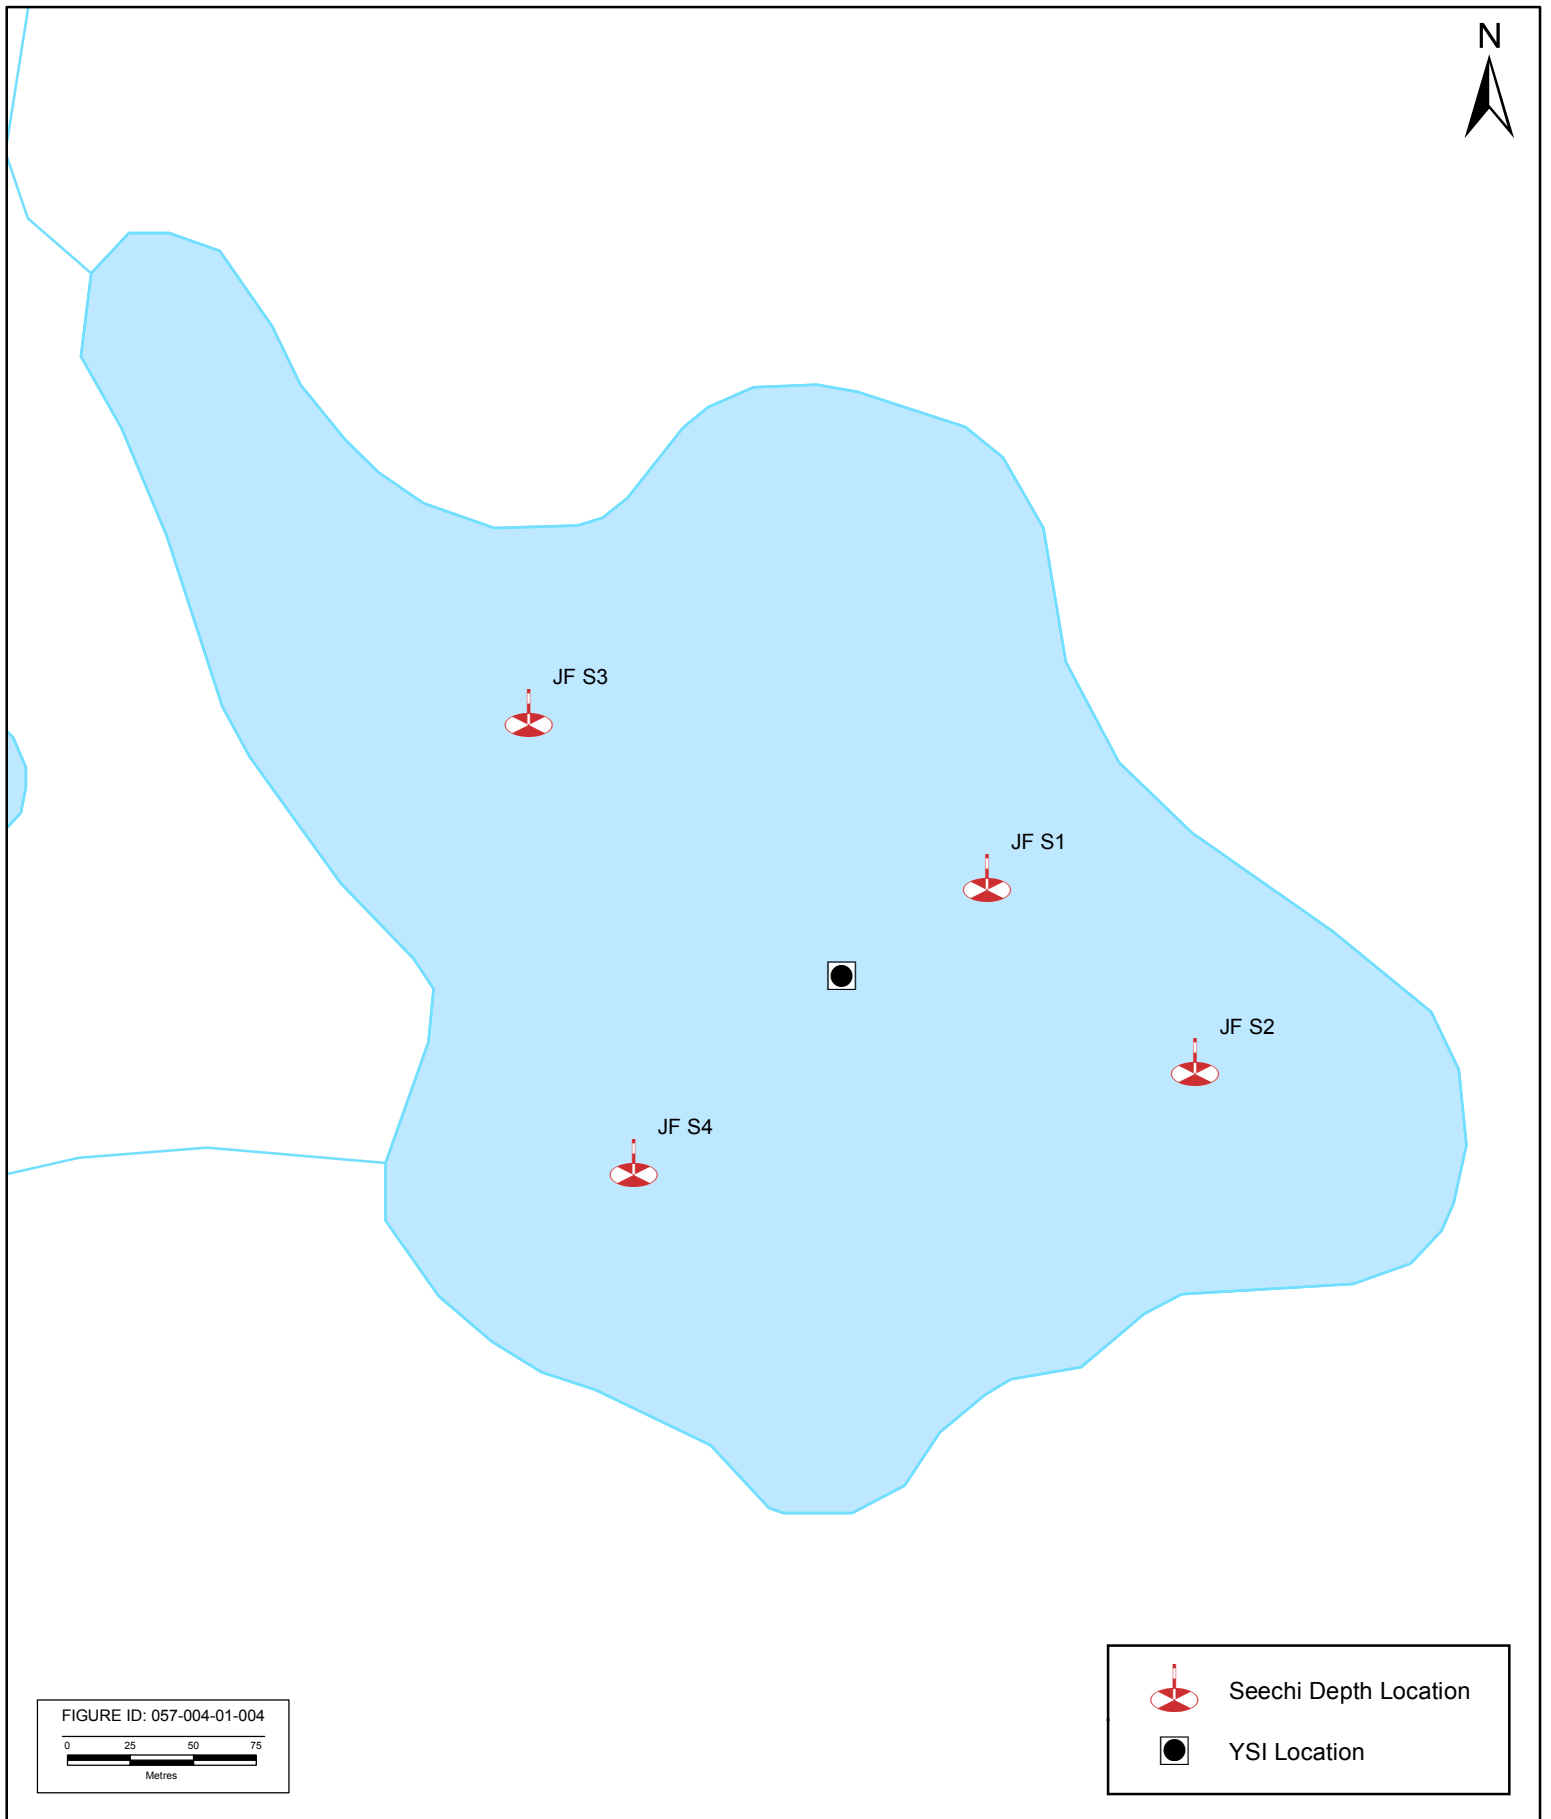 N
JF S3
JF S1
JF S2
JF S4
Seechi Depth Location
YSI Location
FIGURE ID: 057-004-01-004
0 25 50 75
Metres